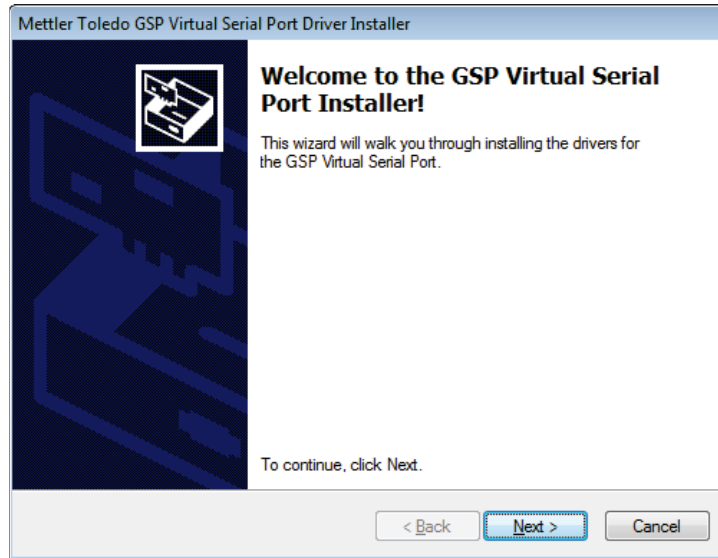 Mettler Toledo GSP Virtual Serial Port Driver Installer
Welcome to the GSP Virtual Serial
Port Installer!
This wizard will walk you through installing the drivers for
the GSP Virtual Serial Port.
To continue, click Next.
< Back Next > Cancel